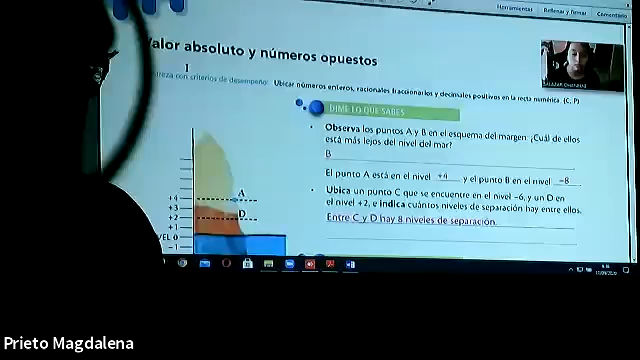 Herramientas Rellenar y firmar Comentario
Valor absoluto y números opuestos
con criterios de desempeño: Ubicar números enteros, racionales fraccionarios y decimales positivos en la recta numérica. (C, P)
DIME LO QUE SABES
• Observa los puntos A y B en el esquema del margen: ¿Cuál de ellos
está más lejos del nivel del mar?
B
El punto A está en el nivel +4 y el punto B en el nivel −8
• Ubica un punto C que se encuentre en el nivel −6, y un D en
el nivel +2, e indica cuántos niveles de separación hay entre ellos.
Entre C y D hay 8 niveles de separación.
A
+4
+3
D
+2
+1
0
−1
Prieto Magdalena